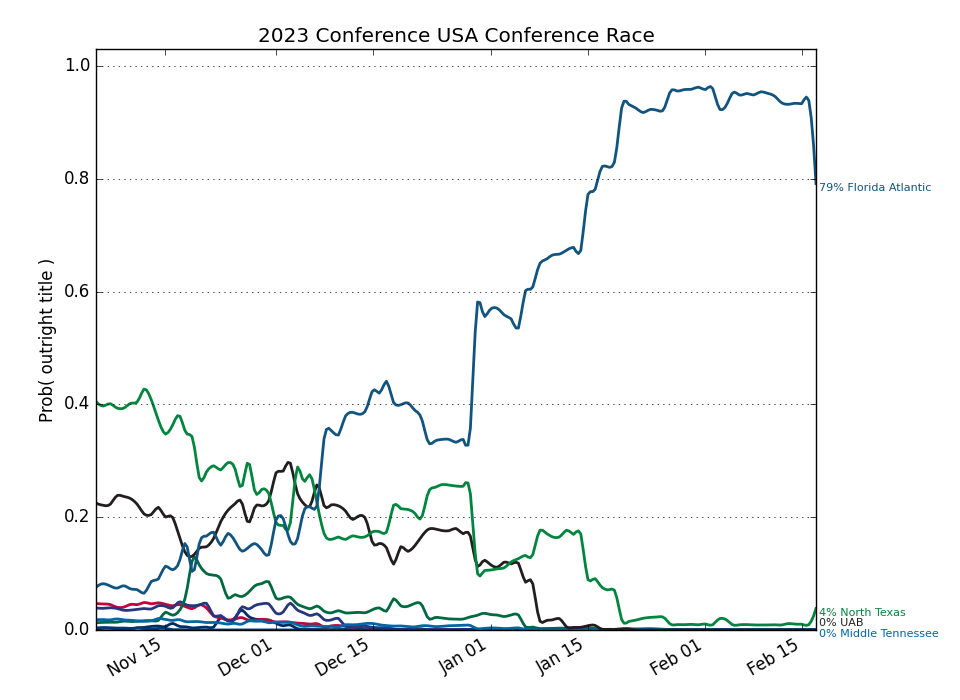 2023 Conference USA Conference Race
Prob( outright title )
1.0
0.8
0.6
0.4
0.2
0.0
79% Florida Atlantic
4% North Texas
0% UAB
0% Middle Tennessee
Nov 15
Dec 01
Dec 15
Jan 01
Jan 15
Feb 01
Feb 15